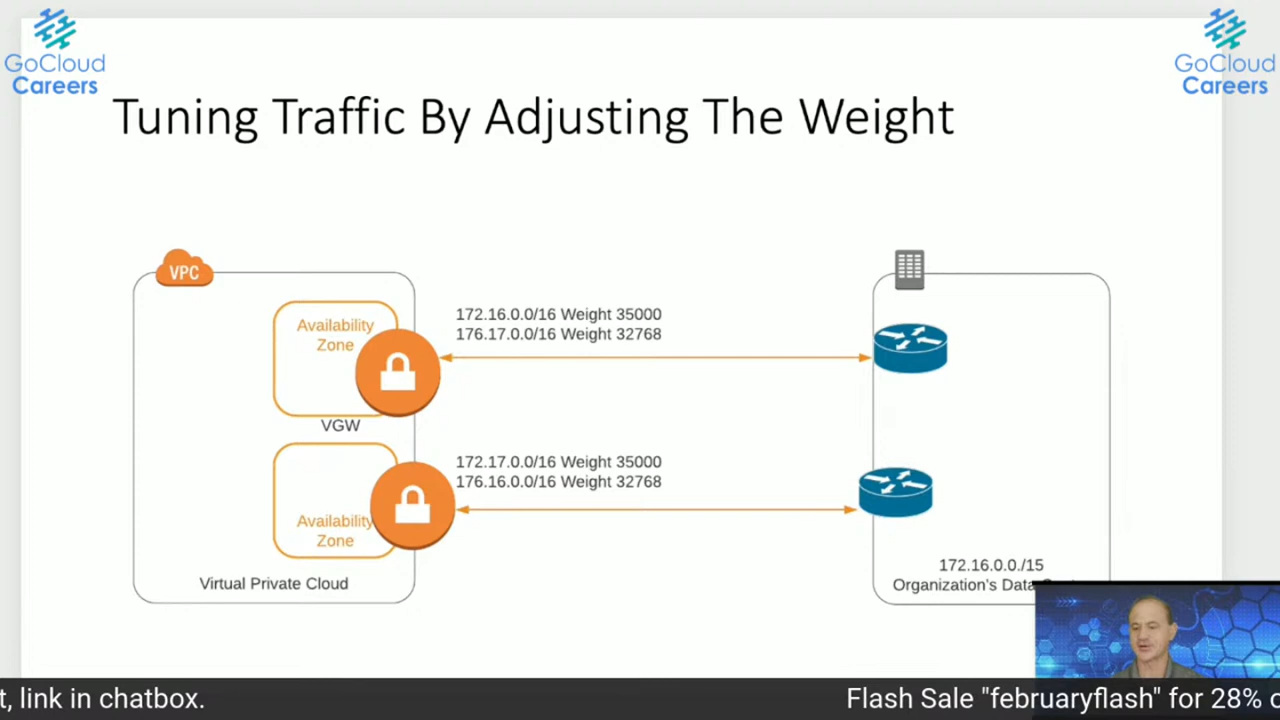 GoCloud
Careers
GoCloud
Careers
Tuning Traffic By Adjusting The Weight
VPC
Availability
Zone
VGW
Availability
Zone
Virtual Private Cloud
172.16.0.0/16 Weight 35000
176.17.0.0/16 Weight 32768
172.17.0.0/16 Weight 35000
176.16.0.0/16 Weight 32768
172.16.0.0./15
Organization's Data
t, link in chatbox.
Flash Sale "februaryflash" for 28%